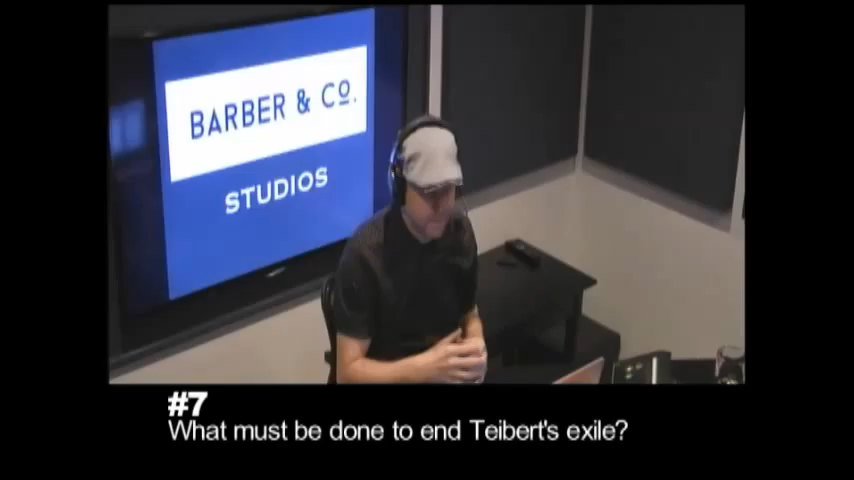 BARBER & CO.
STUDIOS
#7
What must be done to end Teibert's exile?